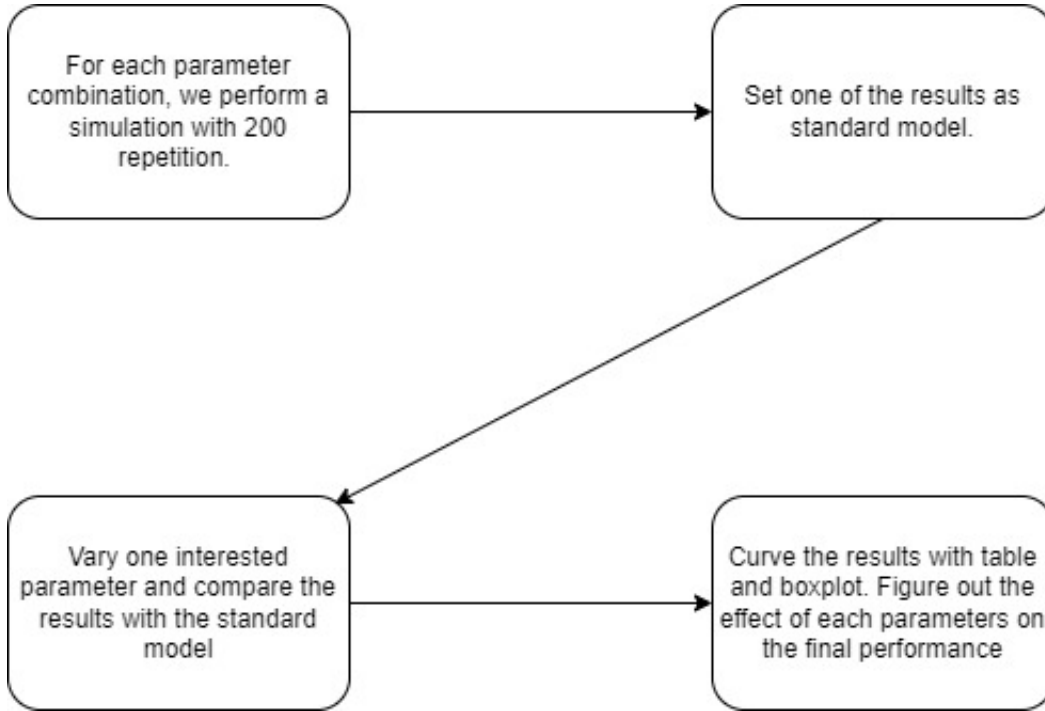 For each parameter
combination, we perform a
simulation with 200
repetition.
Set one of the results as
standard model.
Vary one interested
parameter and compare the
results with the standard
model
Curve the results with table
and boxplot. Figure out the
effect of each parameters on
the final performance